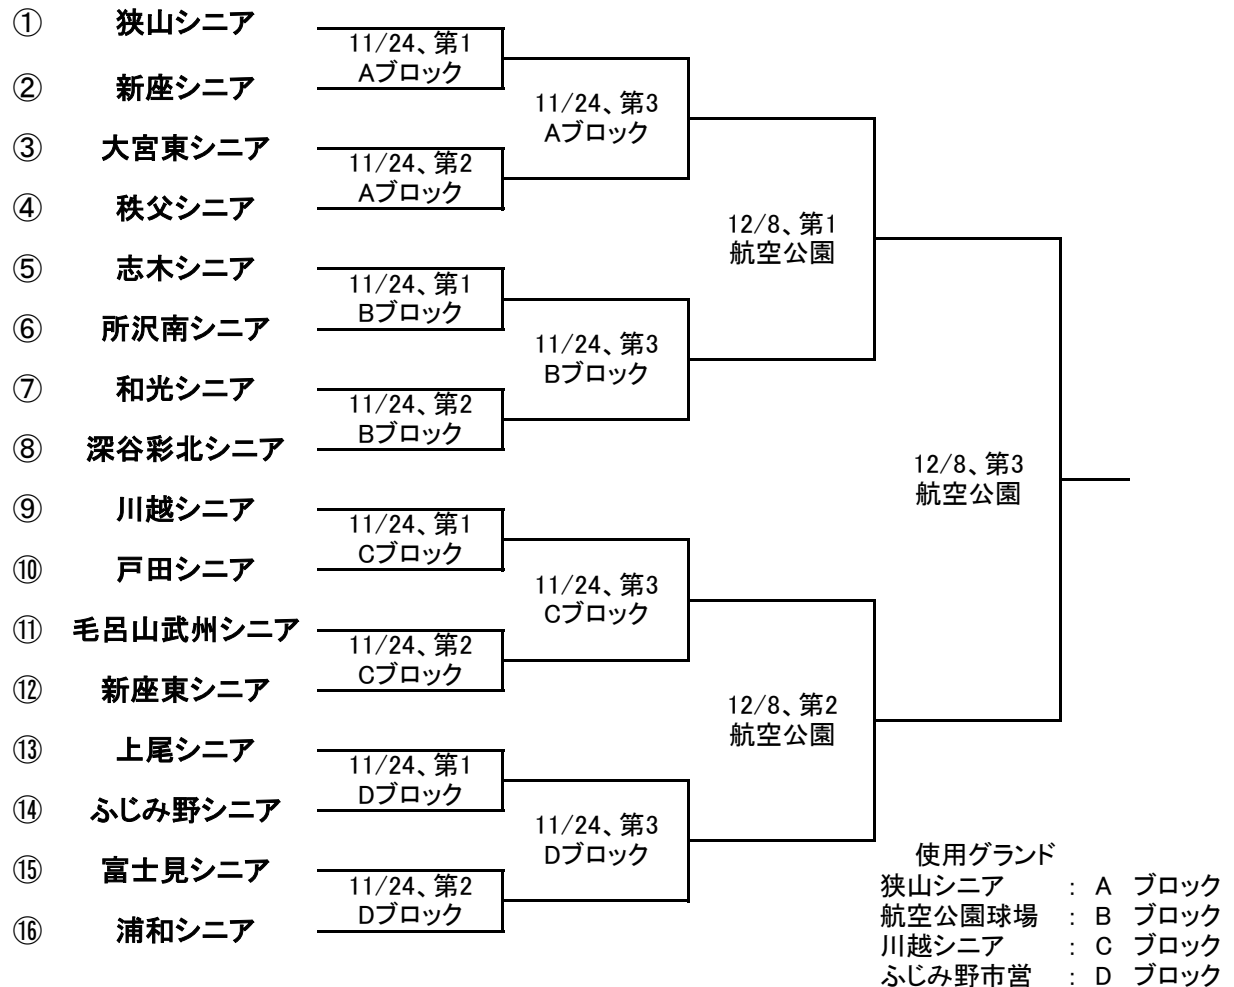 ① 狭山シニア
11/24、第1
Aブロック
② 新座シニア
11/24、第3
Aブロック
③ 大宮東シニア
11/24、第2
Aブロック
④ 秩父シニア
12/8、第1
航空公園
⑤ 志木シニア
11/24、第1
Bブロック
⑥ 所沢南シニア
11/24、第3
Bブロック
⑦ 和光シニア
11/24、第2
Bブロック
⑧ 深谷彩北シニア
12/8、第3
航空公園
⑨ 川越シニア
11/24、第1
Cブロック
⑩ 戸田シニア
11/24、第3
Cブロック
⑪ 毛呂山武州シニア
11/24、第2
Cブロック
⑫ 新座東シニア
12/8、第2
航空公園
⑬ 上尾シニア
11/24、第1
Dブロック
⑭ ふじみ野シニア
11/24、第3
Dブロック
⑮ 富士見シニア
11/24、第2
Dブロック
⑯ 浦和シニア
使用グランド
狭山シニア : A ブロック
航空公園球場 : B ブロック
川越シニア : C ブロック
ふじみ野市営 : D ブロック